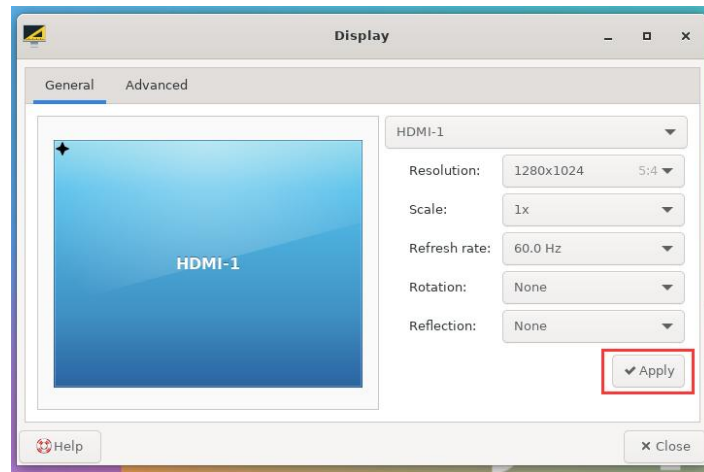 Display
General Advanced
HDMI-1
HDMI-1
Resolution: 1280x1024 5:4
Scale: 1x
Refresh rate: 60.0 Hz
Rotation: None
Reflection: None
Apply
Help Close